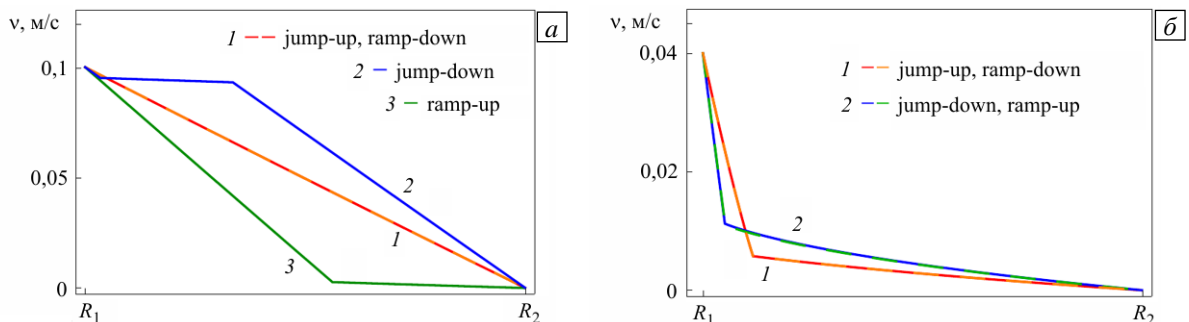 ν, м/с
а
1 jump-up, ramp-down
2 jump-down
3 ramp-up
0,1
0,05
0
2
1
3
R1
R2
ν, м/с
б
1 jump-up, ramp-down
2 jump-down, ramp-up
0,04
0,02
0
2
1
R1
R2